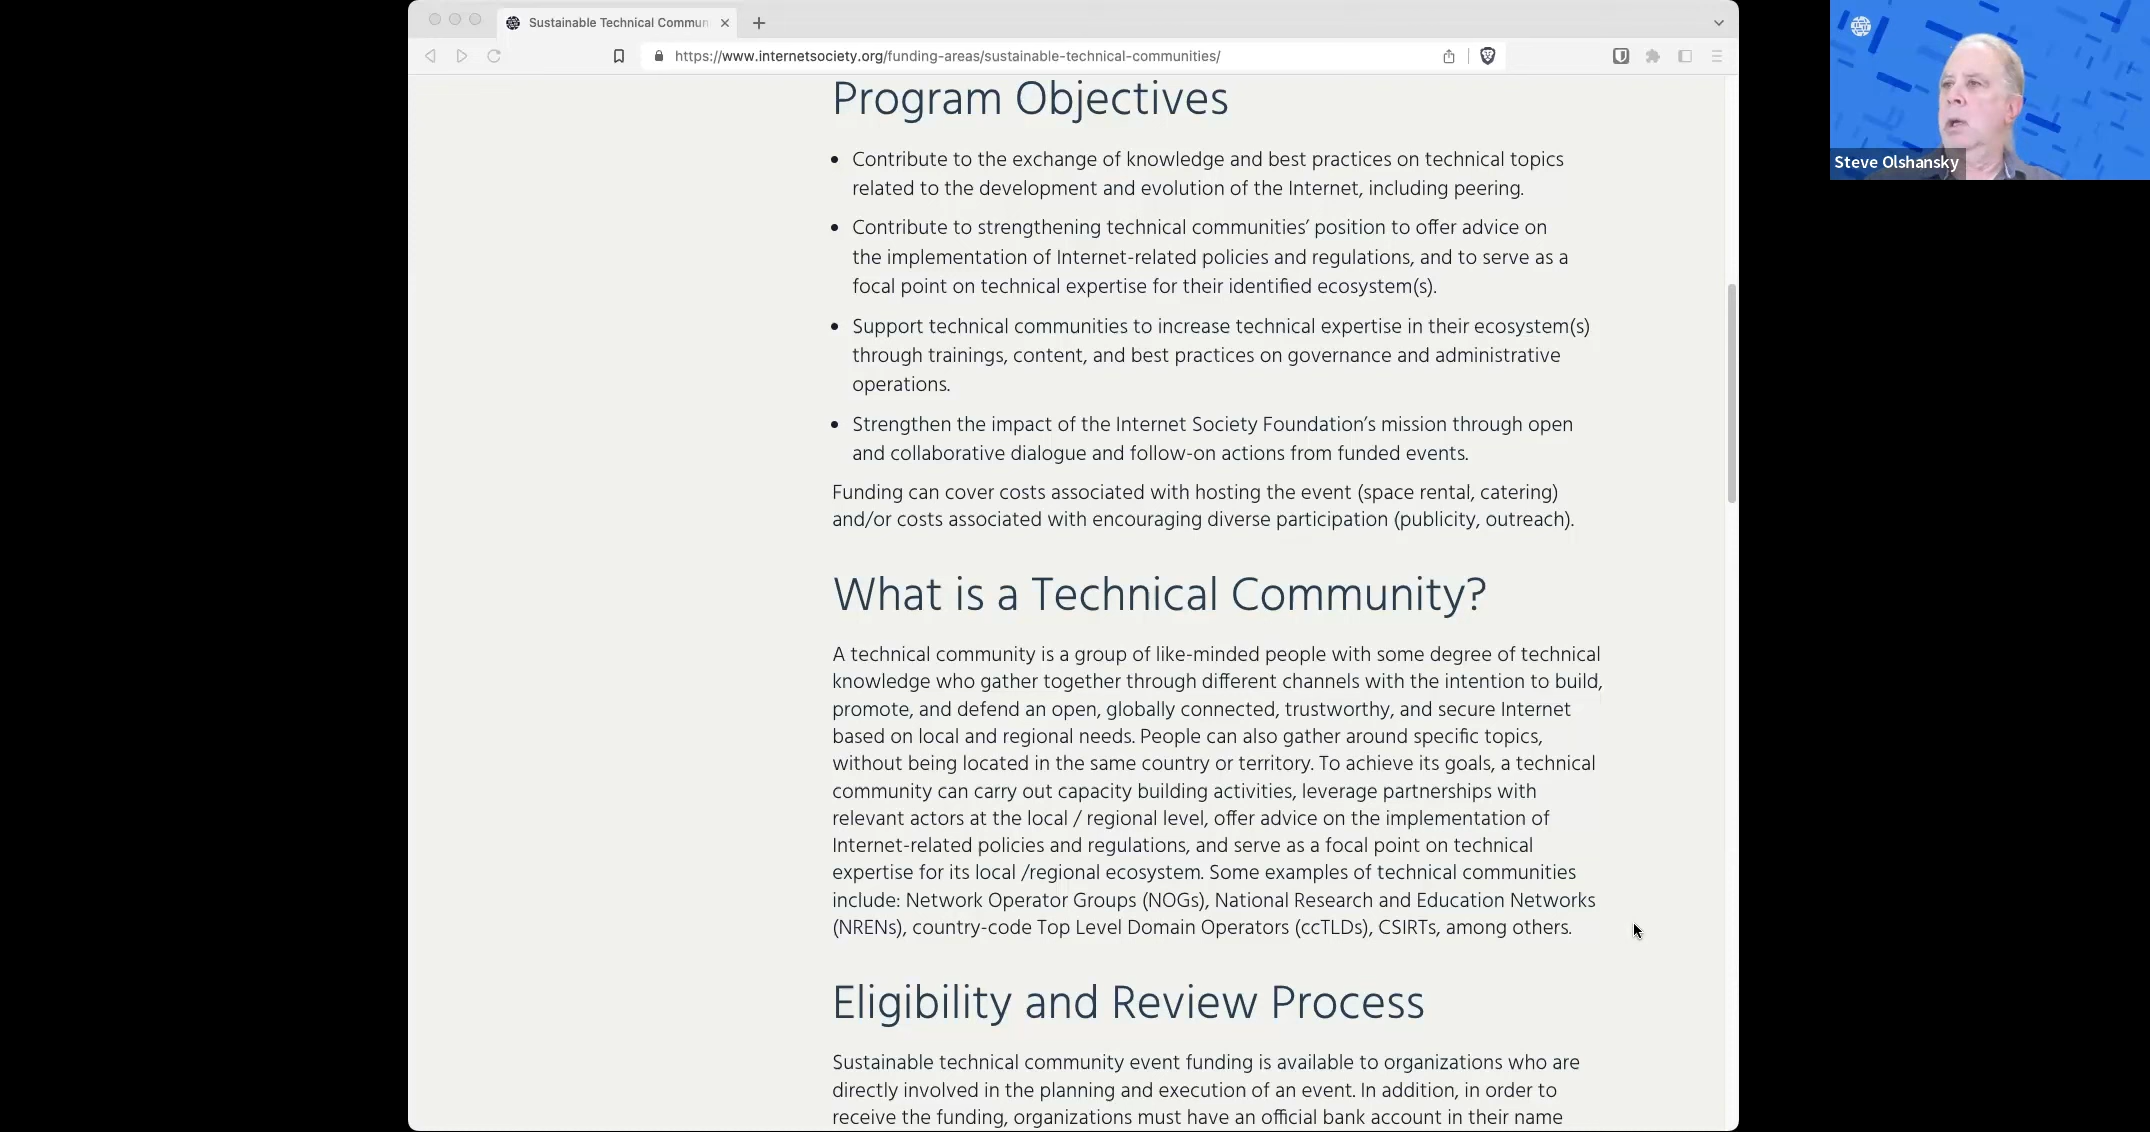 Sustainable Technical Commun
https://www.internetsociety.org/funding-areas/sustainable-technical-communities/
Program Objectives
• Contribute to the exchange of knowledge and best practices on technical topics
related to the development and evolution of the Internet, including peering.
• Contribute to strengthening technical communities’ position to offer advice on
the implementation of Internet-related policies and regulations, and to serve as a
focal point on technical expertise for their identified ecosystem(s).
• Support technical communities to increase technical expertise in their ecosystem(s)
through trainings, content, and best practices on governance and administrative
operations.
• Strengthen the impact of the Internet Society Foundation’s mission through open
and collaborative dialogue and follow-on actions from funded events.
Funding can cover costs associated with hosting the event (space rental, catering)
and/or costs associated with encouraging diverse participation (publicity, outreach).
What is a Technical Community?
A technical community is a group of like-minded people with some degree of technical
knowledge who gather together through different channels with the intention to build,
promote, and defend an open, globally connected, trustworthy, and secure Internet
based on local and regional needs. People can also gather around specific topics,
without being located in the same country or territory. To achieve its goals, a technical
community can carry out capacity building activities, leverage partnerships with
relevant actors at the local / regional level, offer advice on the implementation of
Internet-related policies and regulations, and serve as a focal point on technical
expertise for its local /regional ecosystem. Some examples of technical communities
include: Network Operator Groups (NOGs), National Research and Education Networks
(NRENs), country-code Top Level Domain Operators (ccTLDs), CSIRTs, among others.
Eligibility and Review Process
Sustainable technical community event funding is available to organizations who are
directly involved in the planning and execution of an event. In addition, in order to
receive the funding, organizations must have an official bank account in their name
Steve Olshansky